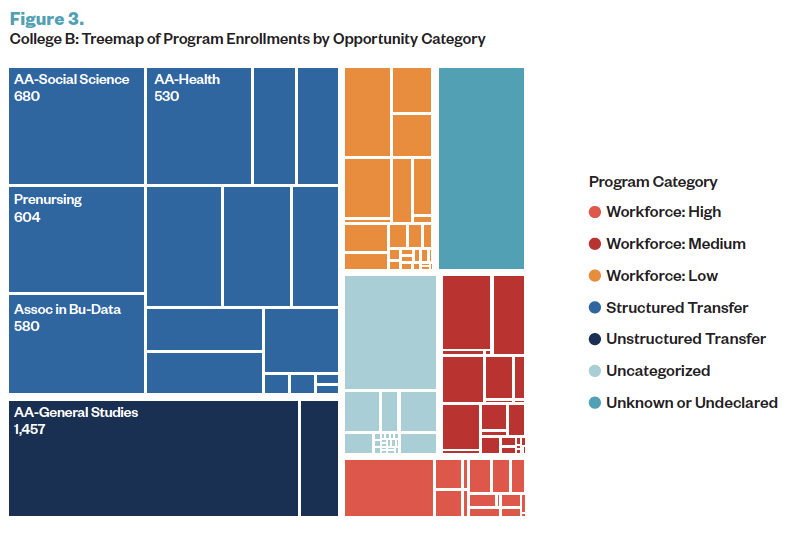 Figure 3.
College B: Treemap of Program Enrollments by Opportunity Category
AA-Social Science
680
AA-Health
530
Prenursing
604
Assoc in Bu-Data
580
AA-General Studies
1,457
Program Category
Workforce: High
Workforce: Medium
Workforce: Low
Structured Transfer
Unstructured Transfer
Uncategorized
Unknown or Undeclared